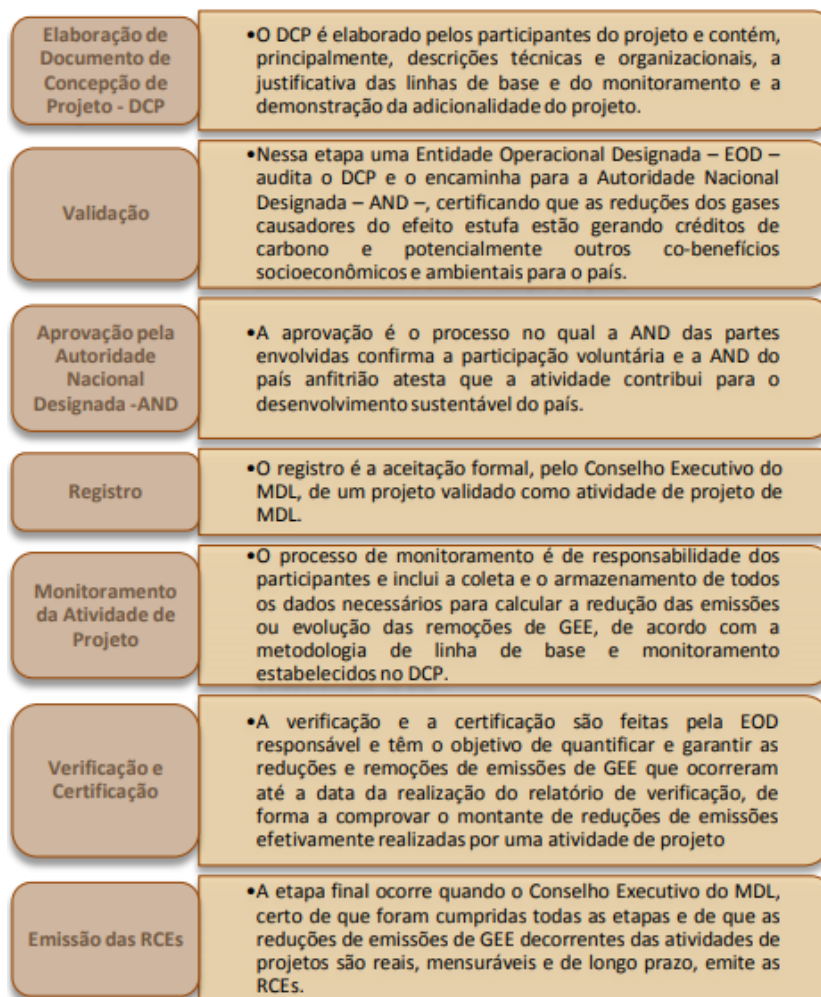 Elaboração de
Documento de
Concepção de
Projeto - DCP
•O DCP é elaborado pelos participantes do projeto e contém,
principalmente, descrições técnicas e organizacionais, a
justificativa das linhas de base e do monitoramento e a
demonstração da adicionalidade do projeto.
Validação
•Nessa etapa uma Entidade Operacional Designada – EOD –
audita o DCP e o encaminha para a Autoridade Nacional
Designada – AND –, certificando que as reduções dos gases
causadores do efeito estufa estão gerando créditos de
carbono e potencialmente outros co-benefícios
socioeconômicos e ambientais para o país.
Aprovação pela
Autoridade
Nacional
Designada -AND
•A aprovação é o processo no qual a AND das partes
envolvidas confirma a participação voluntária e a AND do
país anfitrião atesta que a atividade contribui para o
desenvolvimento sustentável do país.
Registro
•O registro é a aceitação formal, pelo Conselho Executivo do
MDL, de um projeto validado como atividade de projeto de
MDL.
Monitoramento
da Atividade de
Projeto
•O processo de monitoramento é de responsabilidade dos
participantes e inclui a coleta e o armazenamento de todos
os dados necessários para calcular a redução das emissões
ou evolução das remoções de GEE, de acordo com a
metodologia de linha de base e monitoramento
estabelecidos no DCP.
Verificação e
Certificação
•A verificação e a certificação são feitas pela EOD
responsável e têm o objetivo de quantificar e garantir as
reduções e remoções de emissões de GEE que ocorreram
até a data da realização do relatório de verificação, de
forma a comprovar o montante de reduções de emissões
efetivamente realizadas por uma atividade de projeto
Emissão das RCEs
•A etapa final ocorre quando o Conselho Executivo do MDL,
certo de que foram cumpridas todas as etapas e de que as
reduções de emissões de GEE decorrentes das atividades de
projetos são reais, mensuráveis e de longo prazo, emite as
RCEs.